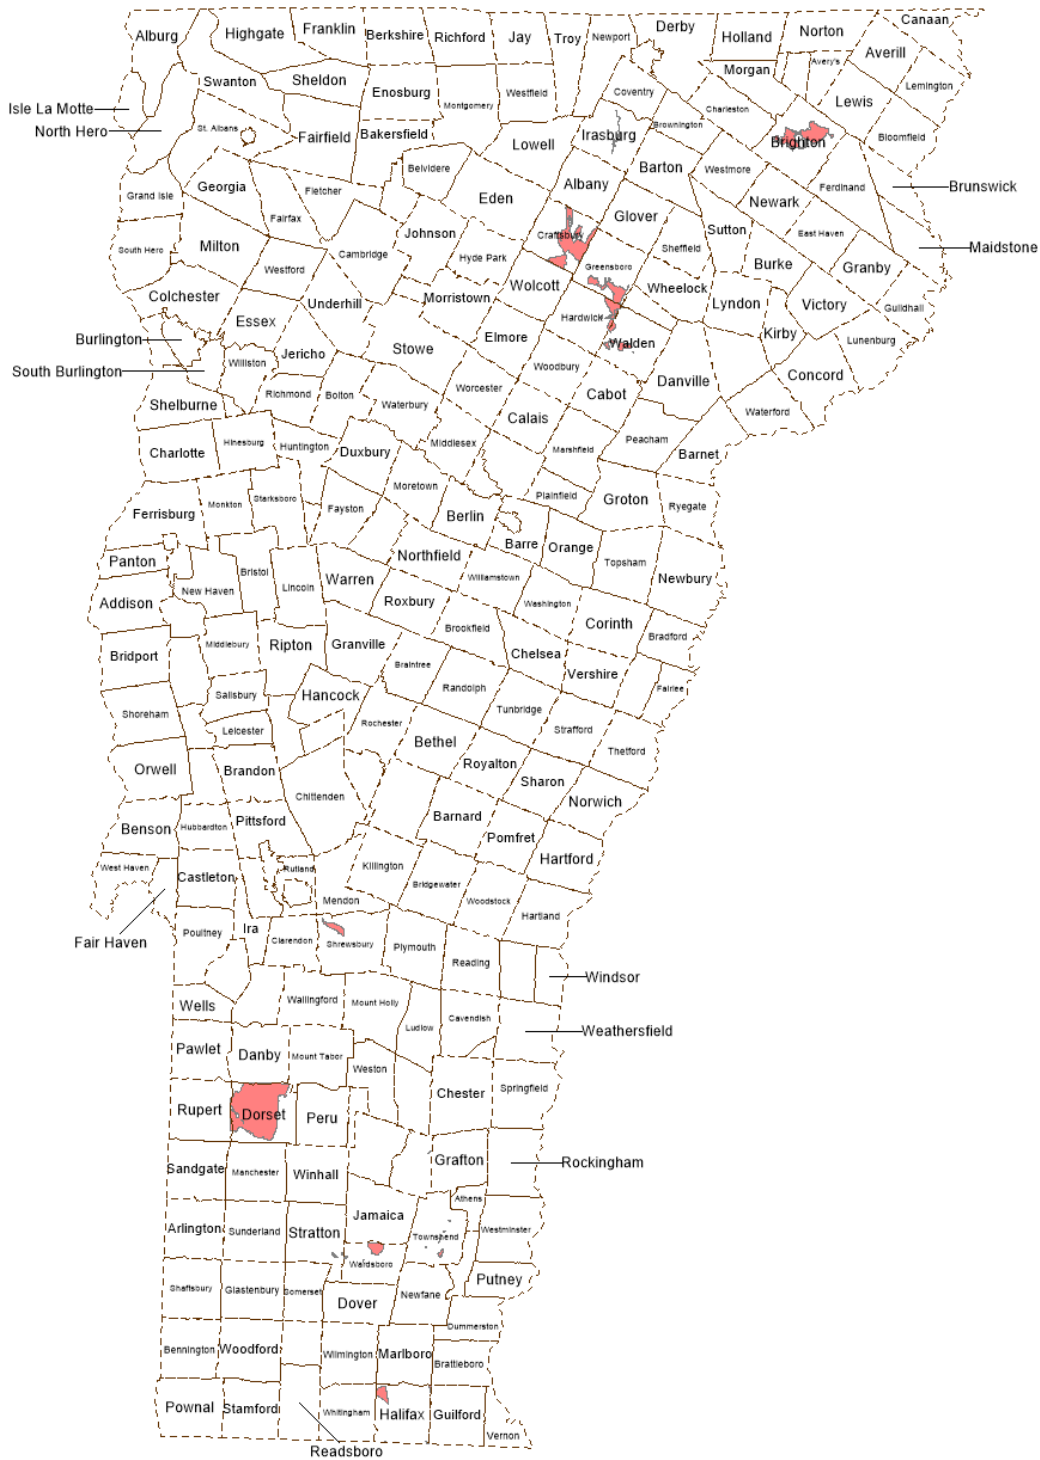 Alburg
Highgate
Franklin
Berkshire
Richford
Jay
Troy
Newport
Derby
Holland
Norton
Canaan
Averill
Avery's
Morgan
Swanton
Sheldon
Enosburg
Montgomery
Westfield
Coventry
Charleston
Lewis
Lemington
Isle La Motte
North Hero
St. Albans
Fairfield
Bakersfield
Lowell
Irasburg
Brownington
Brighton
Bloomfield
Belvidere
Barton
Westmore
Grand Isle
Georgia
Fletcher
Eden
Albany
Newark
Ferdinand
Brunswick
Fairfax
Johnson
Craftsbury
Glover
Sutton
East Haven
Maidstone
South Hero
Milton
Cambridge
Hyde Park
Sheffield
Westford
Greensboro
Burke
Granby
Colchester
Underhill
Morristown
Wolcott
Wheelock
Lyndon
Victory
Guildhall
Essex
Hardwick
Kirby
Burlington
Jericho
Stowe
Elmore
Walden
Lunenburg
South Burlington
Williston
Woodbury
Danville
Concord
Richmond
Bolton
Waterbury
Worcester
Cabot
Shelburne
Calais
Waterford
Charlotte
Hinesburg
Huntington
Duxbury
Middlesex
Marshfield
Peacham
Barnet
Moretown
Plainfield
Groton
Ryegate
Ferrisburg
Monkton
Starksboro
Fayston
Berlin
Barre
Orange
Panton
Bristol
Northfield
Topsham
New Haven
Lincoln
Warren
Williamstown
Newbury
Addison
Roxbury
Washington
Corinth
Bradford
Brookfield
Bridport
Middlebury
Ripton
Granville
Chelsea
Braintree
Vershire
Salisbury
Hancock
Randolph
Fairlee
Shoreham
Leicester
Rochester
Tunbridge
Strafford
Thetford
Bethel
Orwell
Brandon
Royalton
Sharon
Chittenden
Norwich
Benson
Hubbardton
Pittsford
Barnard
Pomfret
West Haven
Castleton
Rutland
Killington
Hartford
Bridgewater
Mendon
Woodstock
Hartland
Fair Haven
Poultney
Ira
Clarendon
Shrewsbury
Plymouth
Reading
Windsor
Wells
Wallingford
Mount Holly
Ludlow
Cavendish
Weathersfield
Pawlet
Danby
Mount Tabor
Weston
Chester
Springfield
Rupert
Dorset
Peru
Sandgate
Manchester
Winhall
Grafton
Rockingham
Athens
Arlington
Sunderland
Stratton
Jamaica
Townshend
Westminster
Wardsboro
Shaftsbury
Glastenbury
Somerset
Dover
Newfane
Putney
Dummerston
Bennington
Woodford
Wilmington
Marlboro
Brattleboro
Pownal
Stamford
Whitingham
Halifax
Guilford
Vernon
Readsboro